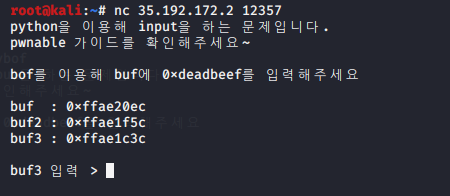 root@kali:~# nc 35.192.172.2 12357
python을 이용해 input을 하는 문제입니다.
pwnable 가이드를 확인해주세요~
bof를 이용해 buf에 0×deadbeef를 입력해주세요
buf  : 0×ffae20ec
buf2 : 0×ffae1f5c
buf3 : 0×ffae1c3c
buf3 입력 >